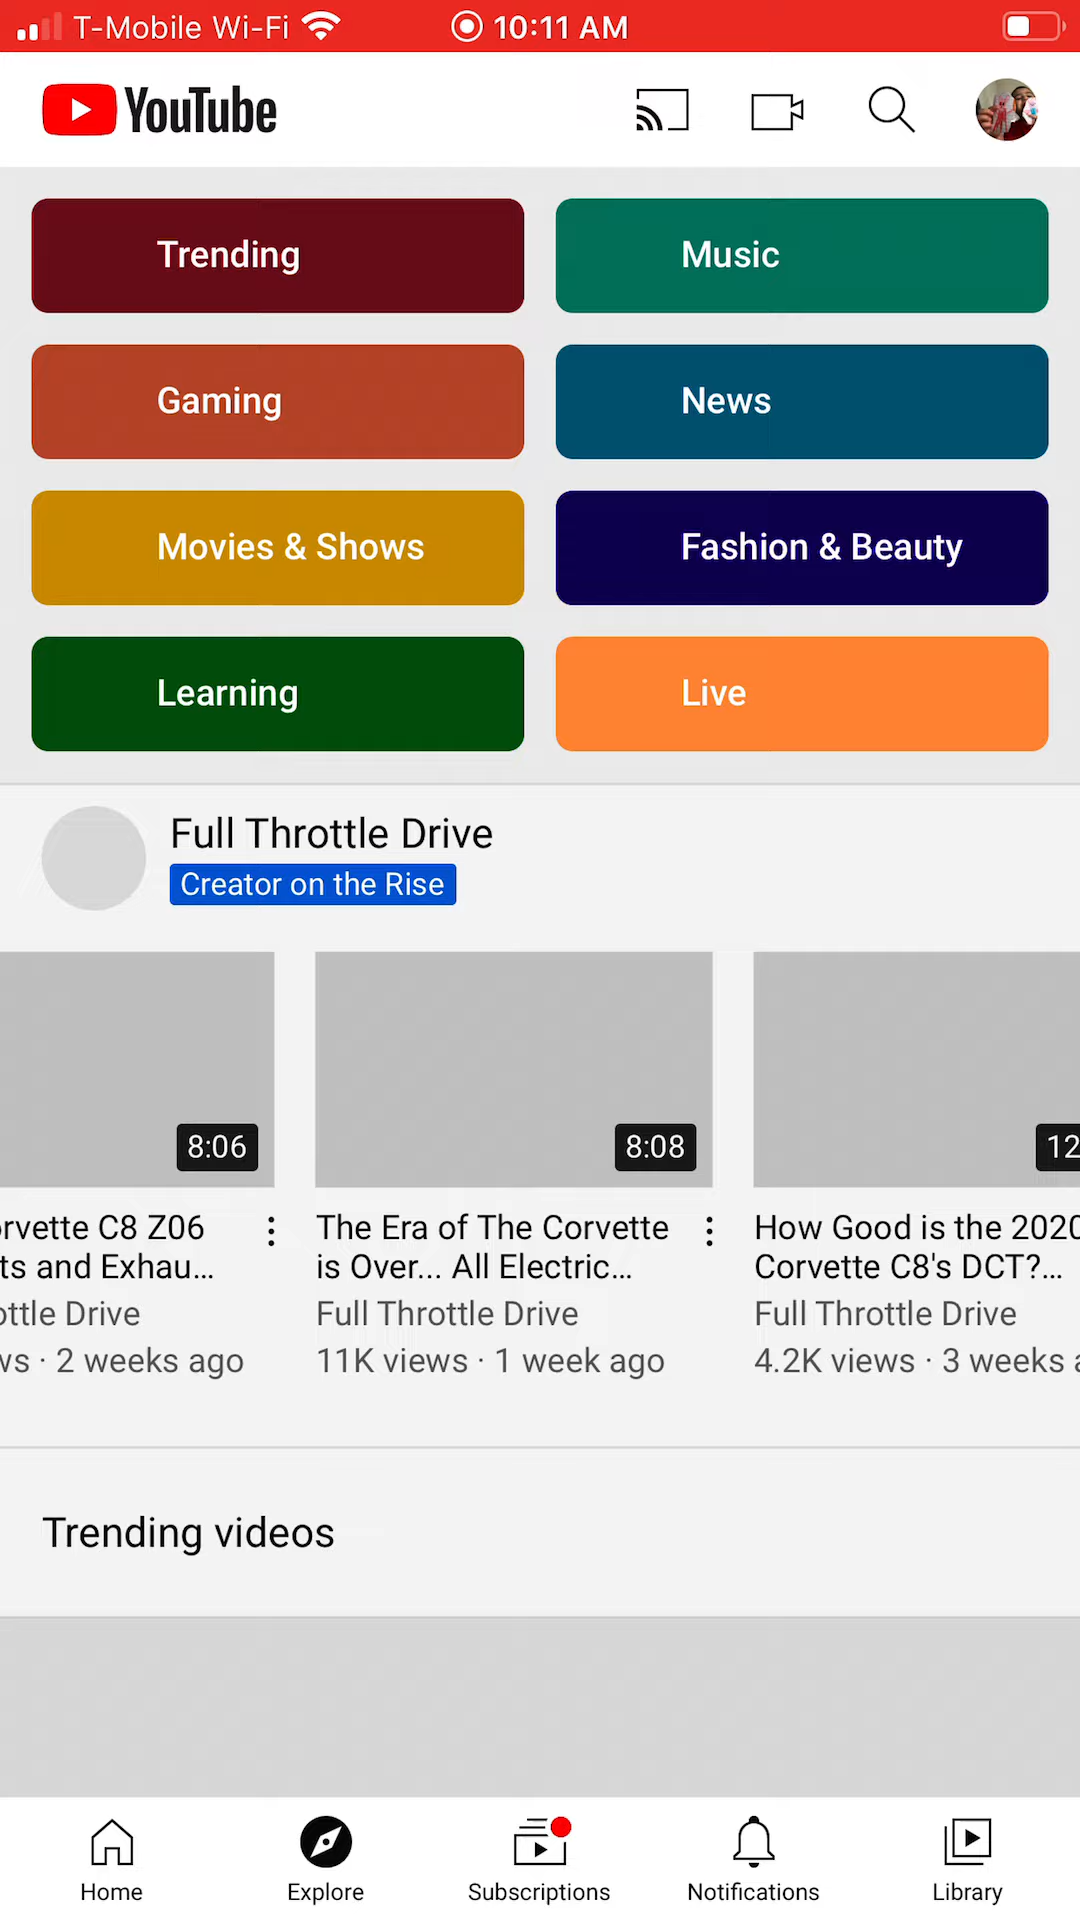 T-Mobile Wi-Fi 10:11 AM
YouTube
Trending
Music
Gaming
News
Movies & Shows
Fashion & Beauty
Learning
Live
Full Throttle Drive
Creator on the Rise
8:06
8:08
12
rvette C8 Z06
ts and Exhau...
ottle Drive
ws · 2 weeks ago
The Era of The Corvette
is Over... All Electric...
Full Throttle Drive
11K views · 1 week ago
How Good is the 2020
Corvette C8's DCT?...
Full Throttle Drive
4.2K views · 3 weeks a
Trending videos
Home
Explore
Subscriptions
Notifications
Library